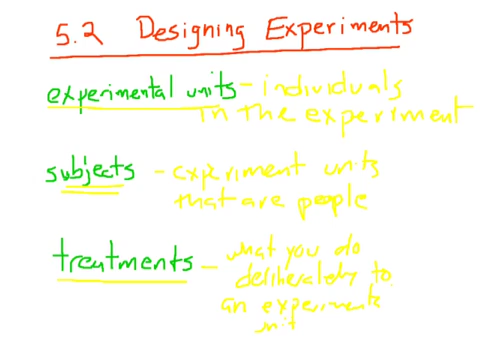 5.2 Designing Experiments
experimental units - individuals
in the experiment
subjects - experiment units
that are people
treatments - what you do
deliberately to
an experiments
unit